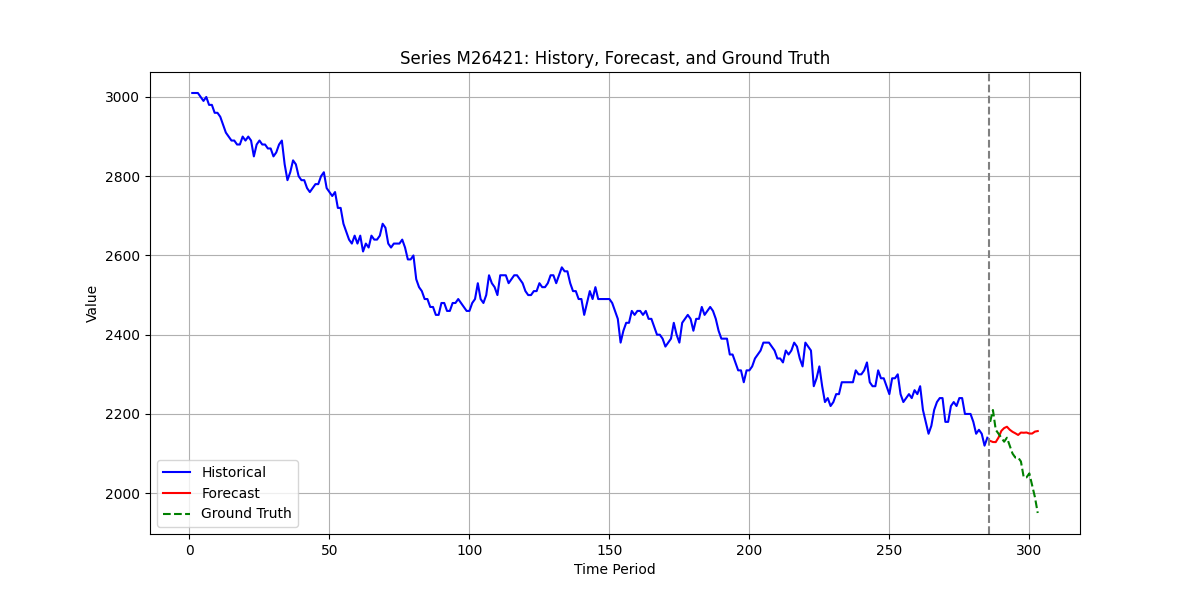 Series M26421: History, Forecast, and Ground Truth
Value
3000
2800
2600
2400
2200
2000
Historical
Forecast
Ground Truth
0 50 100 150 200 250 300
Time Period